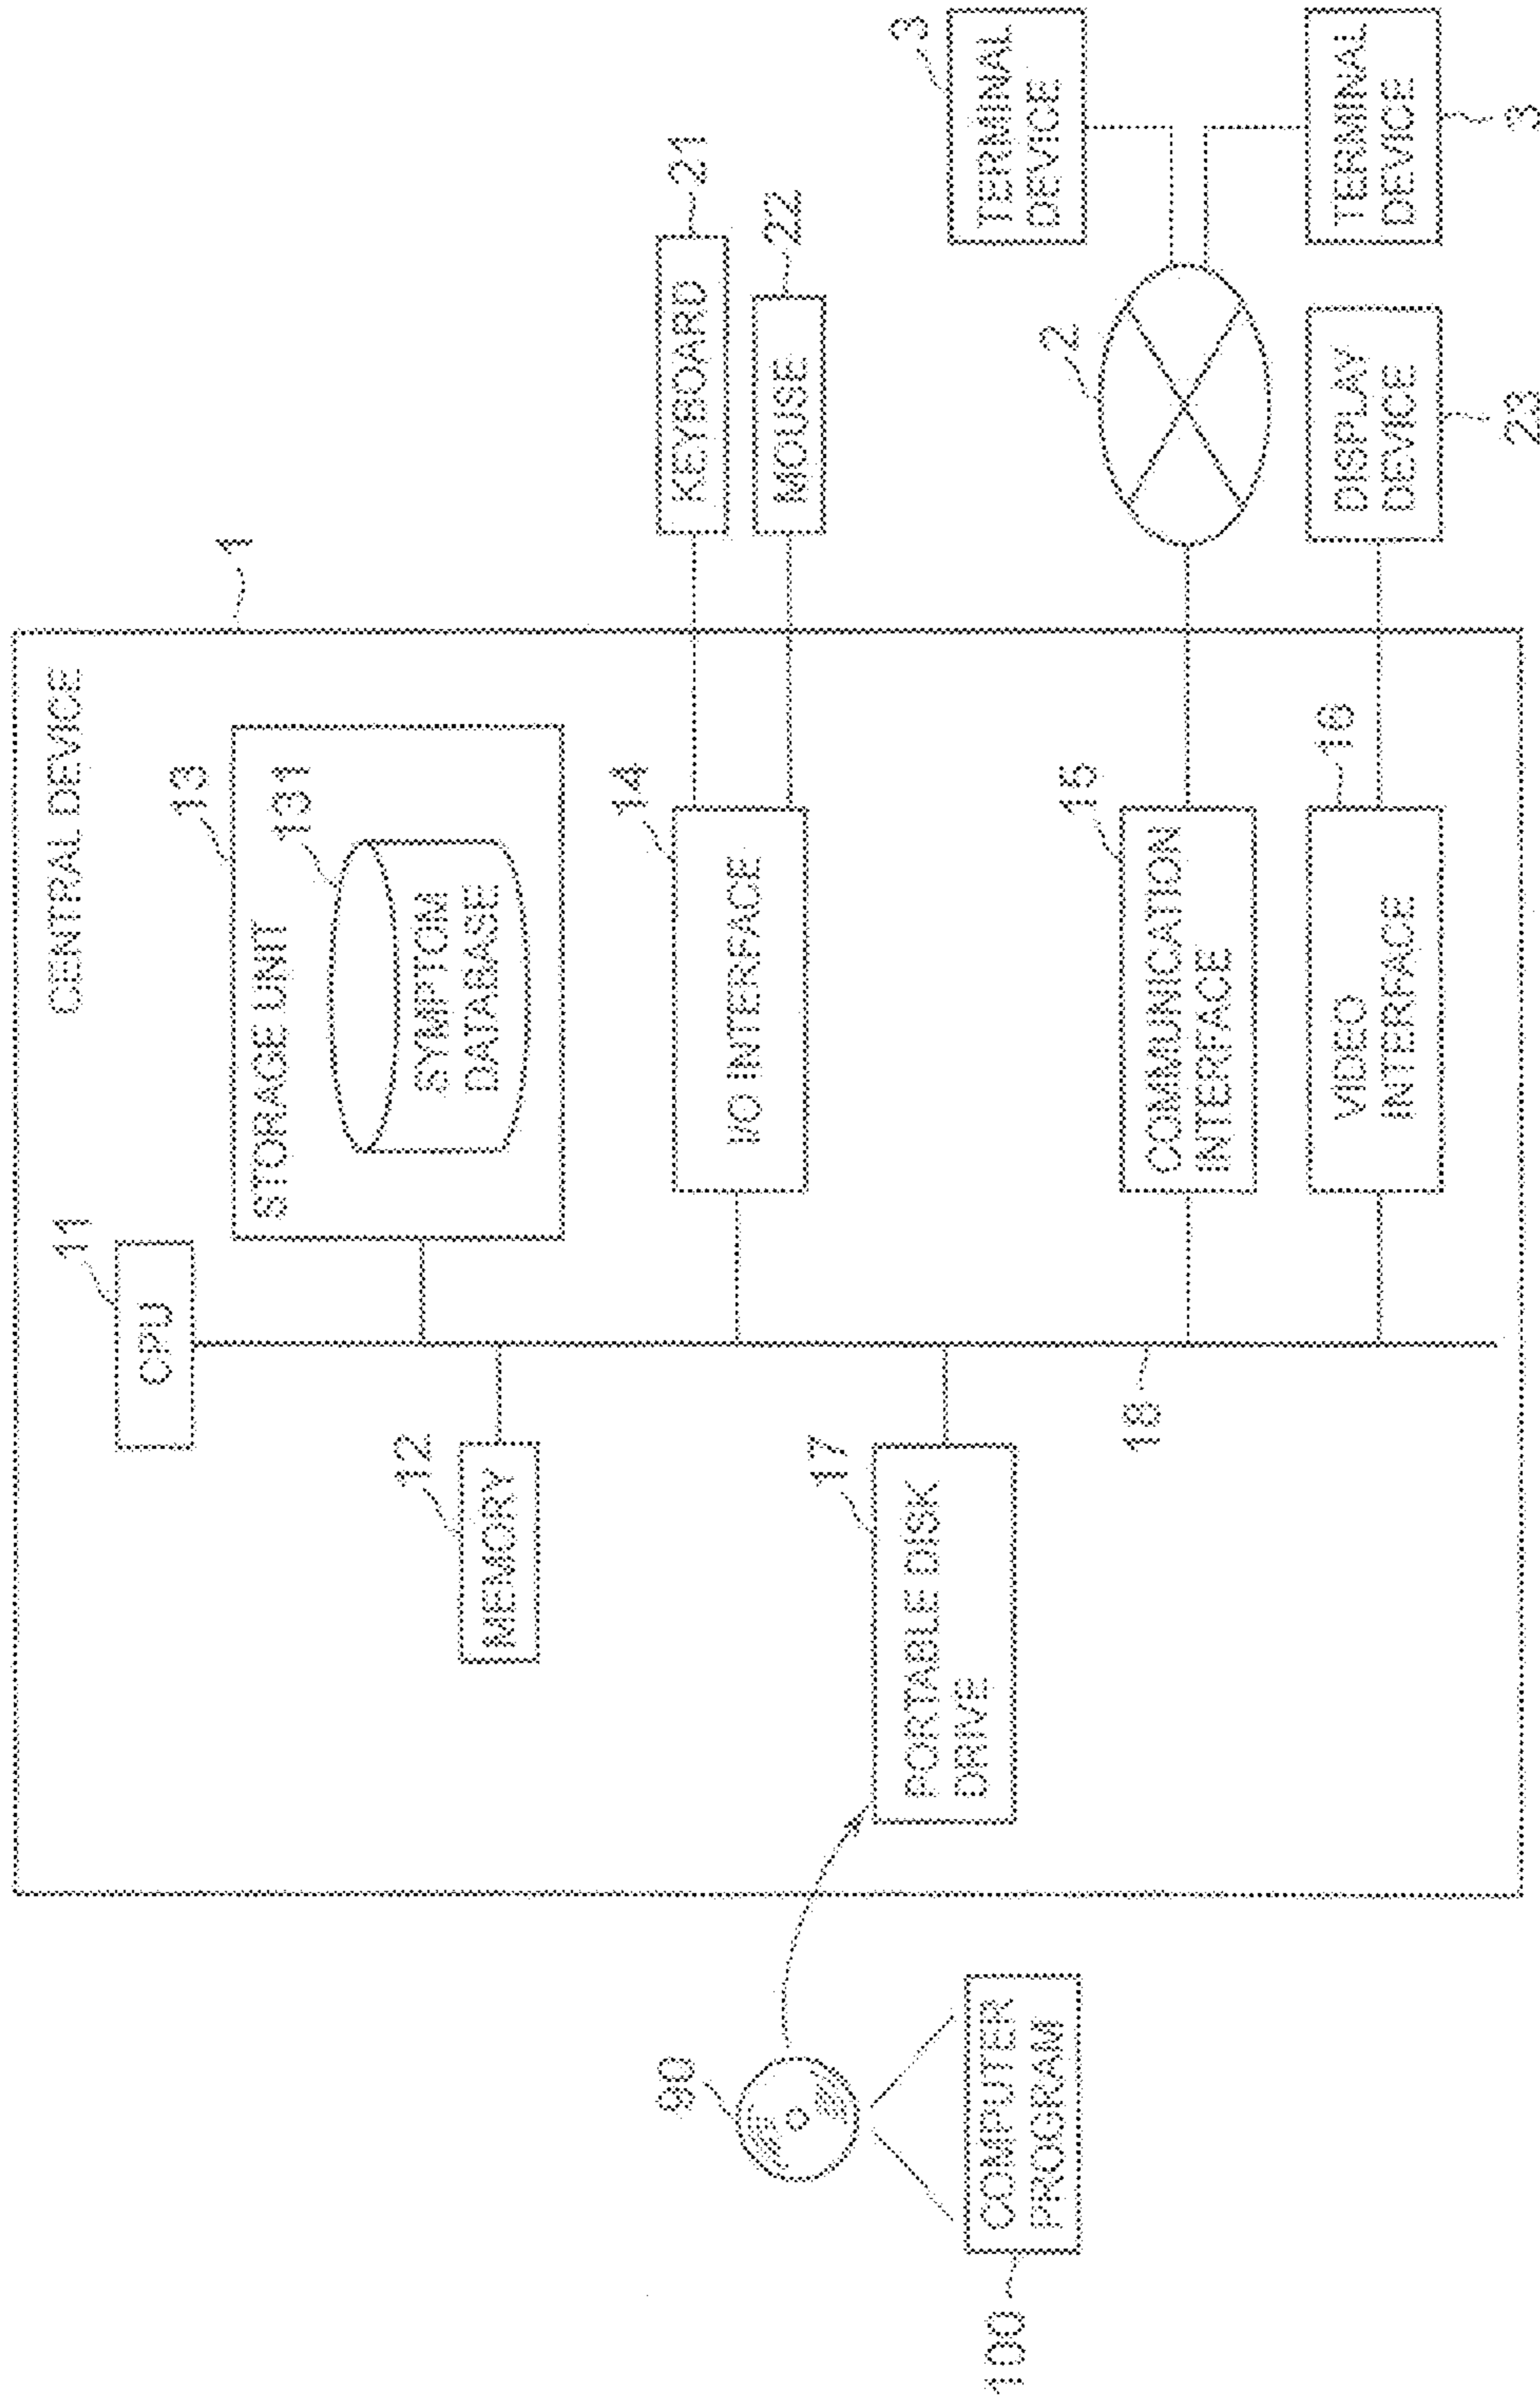 CENTRAL DEVICE
1
11
CPU
13
STORAGE UNIT
131
SYMPTOM
DATABASE
12
MEMORY
14
I/O INTERFACE
KEYBOARD
21
MOUSE
22
90
COMPUTER
PROGRAM
100
17
PORTABLE DISK
DRIVE
18
15
COMMUNICATION
INTERFACE
16
VIDEO
INTERFACE
2
3
TERMINAL
DEVICE
TERMINAL
DEVICE
3
DISPLAY
DEVICE
23